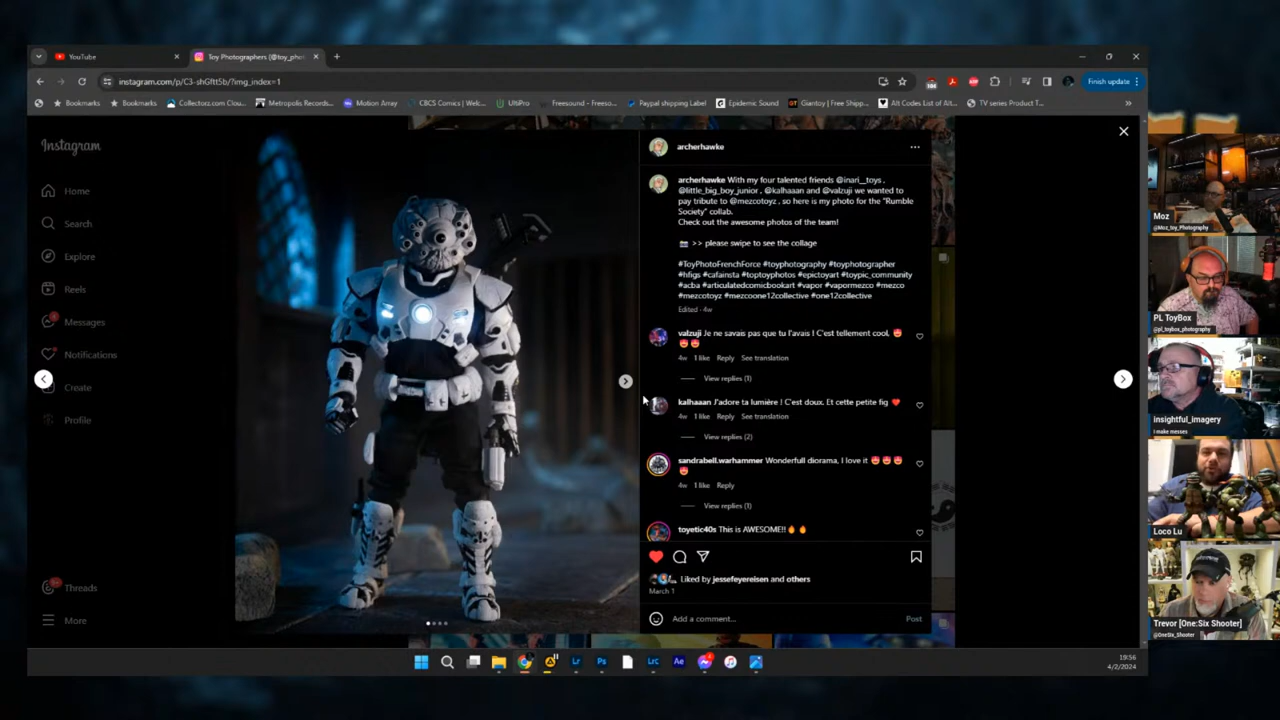 YouTube
Toy Photographers (@toy_phot
instagram.com/p/C3-shGftt5b/?img_index=1
Finish update
Bookmarks
Bookmarks
Collectorz.com Clou...
Metropolis Records...
Motion Array
CBCS Comics | Wel...
UltiPro
Freesound - Freeso...
Paypal shipping Label
Epidemic Sound
Giantoy | Free Shipp...
Alt Codes List of Alt...
TV series Product T...
Instagram
Home
Search
Explore
Reels
Messages
Notifications
Create
Profile
Threads
More
archerhawke
archerhawke With my four talented friends @inari_toys ,
@little_big_boy_junior , @kalhaaan and @valzuji we wanted to
pay tribute to @mezcotoyz , so here is my photo for the "Rumble
Society" collab.
Check out the awesome photos of the team!
>> please swipe to see the collage
#ToyPhotoFrenchForce #toyphotography #toyphotographer
#hfigs #cafainsta #toptoyphotos #epictoyart #toypic_community
#acba #articulatedcomicbookart #vapor #vapormezco #mezco
#mezcotoyz #mezcoone12collective #one12collective
Edited · 4w
valzuji Je ne savais pas que tu l'avais ! C'est tellement cool. 😍
😍😍
4w 1 like Reply See translation
View replies (1)
kalhaaan J'adore ta lumière ! C'est doux. Et cette petite fig ❤️
4w 1 like Reply See translation
View replies (2)
sandrabell.warhammer Wonderfull diorama, I love it 😍😍😍
😍
4w 1 like Reply
View replies (1)
toyetic40s This is AWESOME!! 🔥🔥
Liked by jessefeyereisen and others
March 1
Add a comment...
Post
19:56
4/2/2024
Moz
@Moz_toy_Photography
PL ToyBox
@pl_toybox_photography
insightful_imagery
I make messes
Loco Lu
Trevor [One:Six Shooter]
@OneSix_Shooter